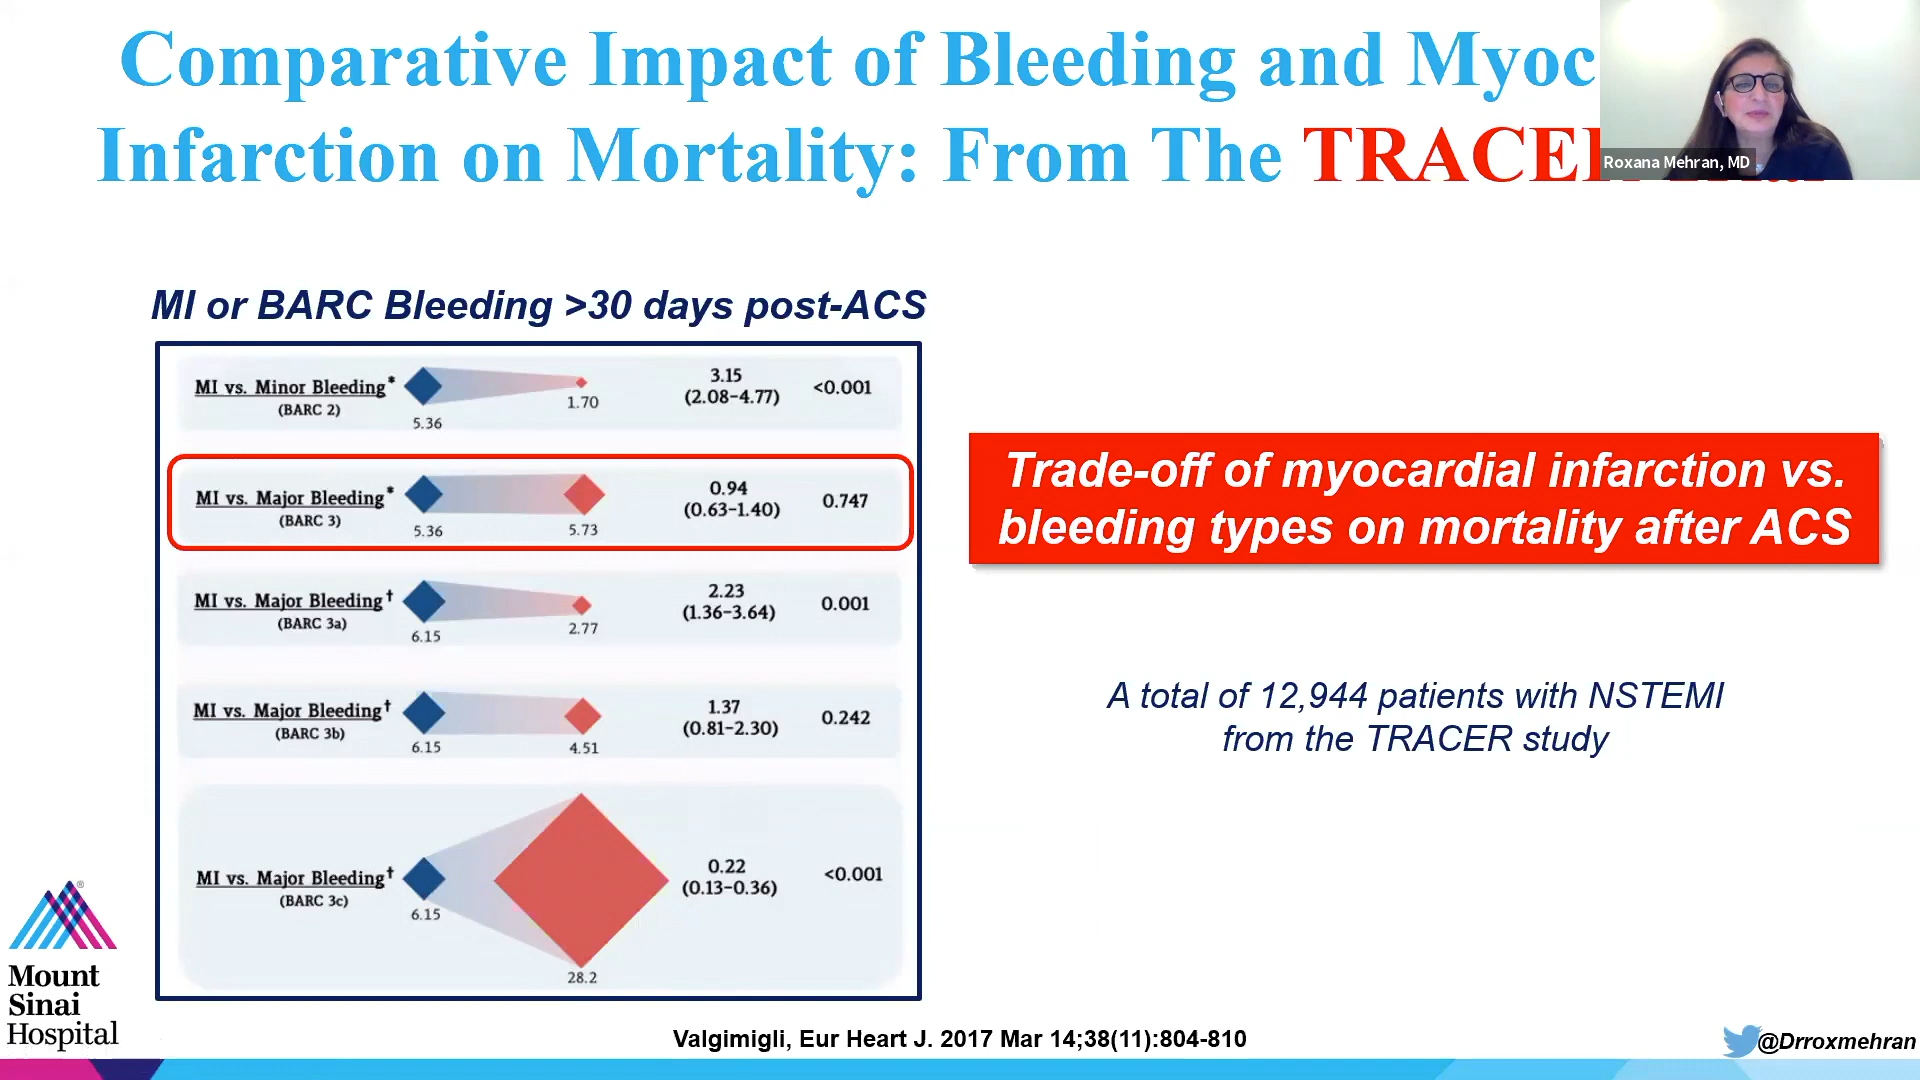 Comparative Impact of Bleeding and Myoc
Infarction on Mortality: From The TRACER
Roxana Mehran, MD
MI or BARC Bleeding >30 days post-ACS
MI vs. Minor Bleeding*
(BARC 2)
5.36
1.70
3.15
(2.08–4.77)
<0.001
MI vs. Major Bleeding*
(BARC 3)
5.36
5.73
0.94
(0.63–1.40)
0.747
MI vs. Major Bleeding†
(BARC 3a)
6.15
2.77
2.23
(1.36–3.64)
0.001
MI vs. Major Bleeding†
(BARC 3b)
6.15
4.51
1.37
(0.81–2.30)
0.242
MI vs. Major Bleeding†
(BARC 3c)
6.15
28.2
0.22
(0.13–0.36)
<0.001
Trade-off of myocardial infarction vs.
bleeding types on mortality after ACS
A total of 12,944 patients with NSTEMI
from the TRACER study
®
Mount
Sinai
Hospital
Valgimigli, Eur Heart J. 2017 Mar 14;38(11):804-810
@Drroxmehran